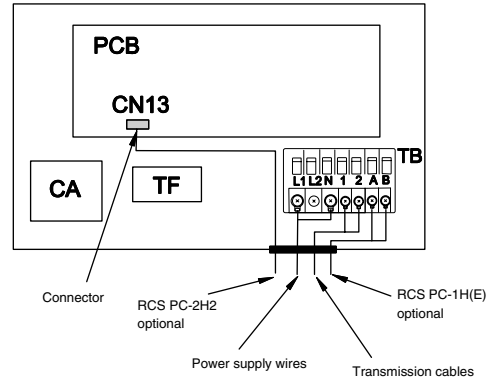 PCB
CN13
CA
TF
TB
L1 L2 N 1 2 A B
Connector
RCS PC-2H2
optional
Power supply wires
Transmission cables
RCS PC-1H(E)
optional